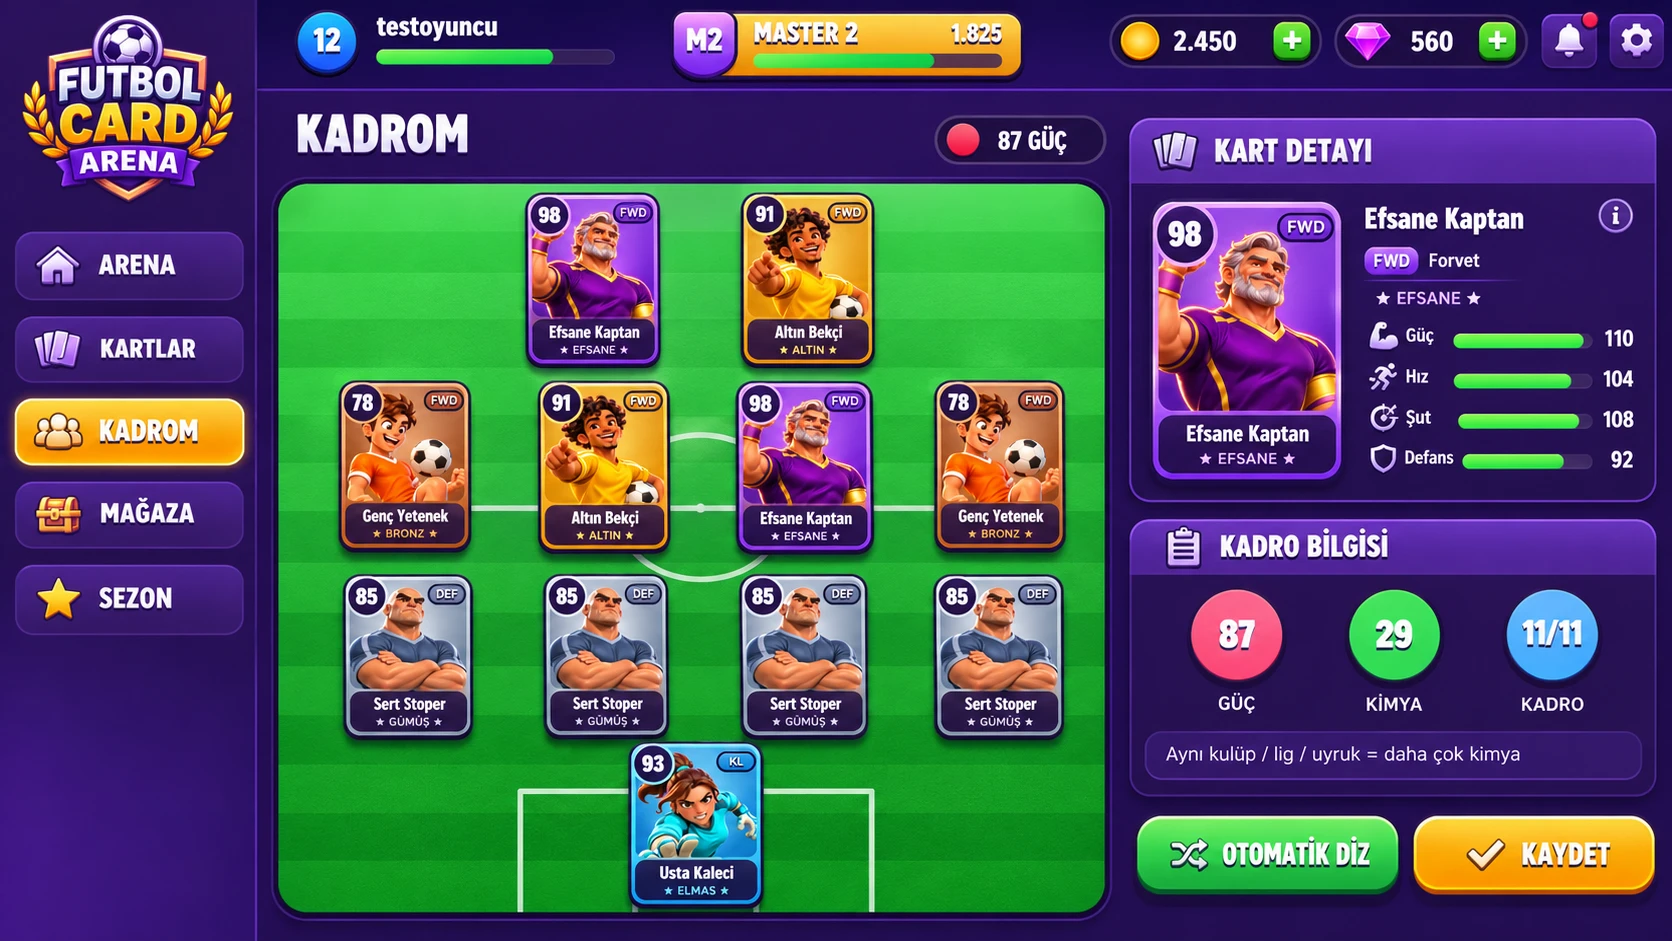 FUTBOL
CARD
ARENA
12
testoyuncu
M2
MASTER 2
1.825
2.450
+
560
+
ARENA
KARTLAR
KADROM
MAĞAZA
SEZON
KADROM
87 GÜÇ
98
FWD
Efsane Kaptan
★ EFSANE ★
91
FWD
Altın Bekçi
★ ALTIN ★
78
FWD
Genç Yetenek
★ BRONZ ★
91
FWD
Altın Bekçi
★ ALTIN ★
98
FWD
Efsane Kaptan
★ EFSANE ★
78
FWD
Genç Yetenek
★ BRONZ ★
85
DEF
Sert Stoper
★ GÜMÜŞ ★
85
DEF
Sert Stoper
★ GÜMÜŞ ★
85
DEF
Sert Stoper
★ GÜMÜŞ ★
85
DEF
Sert Stoper
★ GÜMÜŞ ★
93
KL
Usta Kaleci
★ ELMAS ★
KART DETAYI
98
FWD
Efsane Kaptan
★ EFSANE ★
Efsane Kaptan
i
FWD Forvet
★ EFSANE ★
Güç 110
Hız 104
Şut 108
Defans 92
KADRO BİLGİSİ
87
GÜÇ
29
KİMYA
11/11
KADRO
Aynı kulüp / lig / uyruk = daha çok kimya
OTOMATİK DİZ
KAYDET